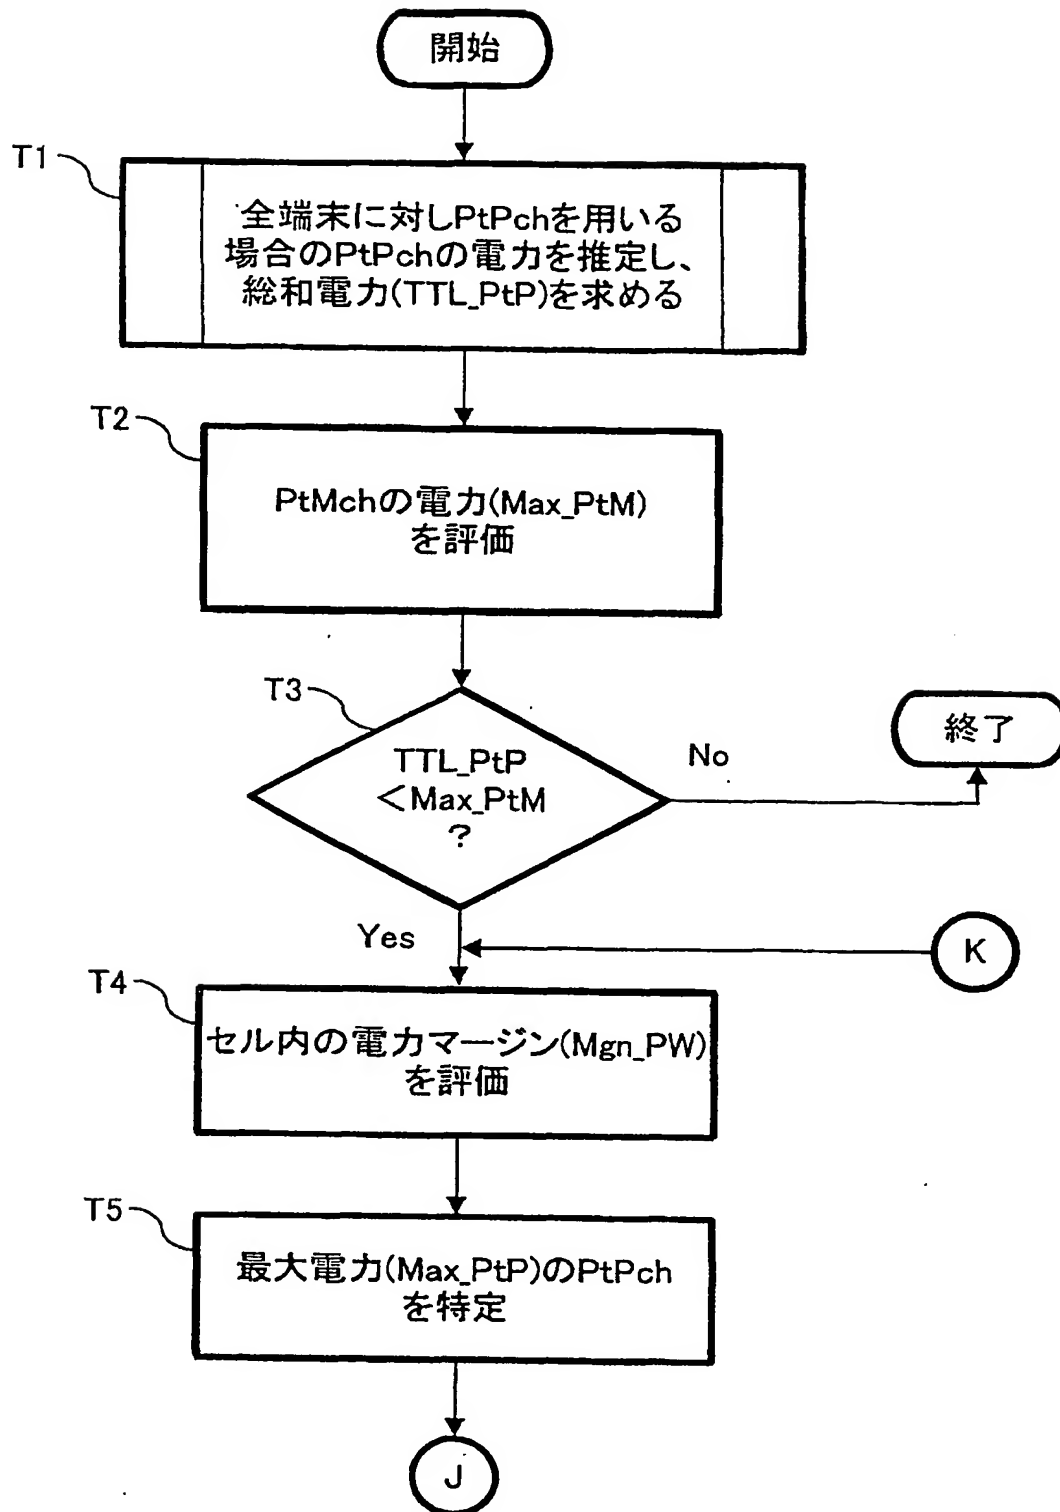 開始
T1
全端末に対しPtPchを用いる
場合のPtPchの電力を推定し、
総和電力(TTL_PtP)を求める
T2
PtMchの電力(Max_PtM)
を評価
T3
TTL_PtP
＜Max_PtM
?
No
終了
Yes
K
T4
セル内の電力マージン(Mgn_PW)
を評価
T5
最大電力(Max_PtP)のPtPch
を特定
J